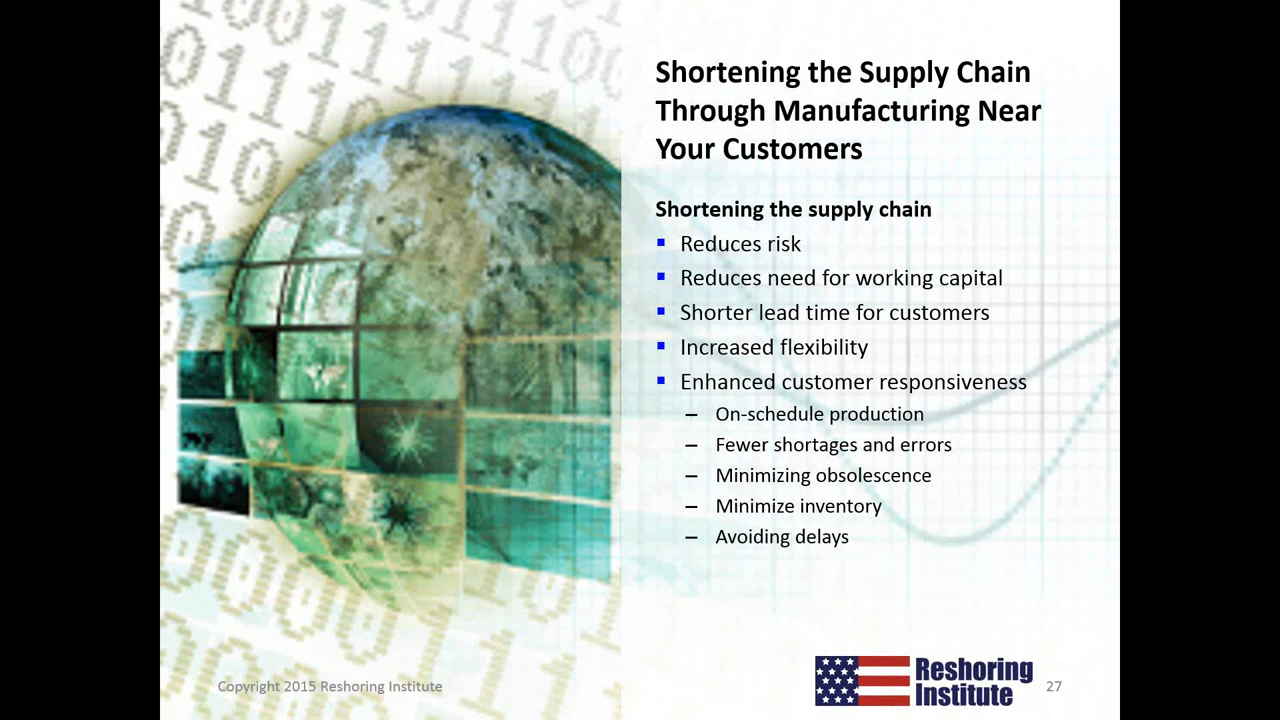 Shortening the Supply Chain
Through Manufacturing Near
Your Customers
Shortening the supply chain
▪ Reduces risk
▪ Reduces need for working capital
▪ Shorter lead time for customers
▪ Increased flexibility
▪ Enhanced customer responsiveness
– On-schedule production
– Fewer shortages and errors
– Minimizing obsolescence
– Minimize inventory
– Avoiding delays
Copyright 2015 Reshoring Institute
Reshoring
Institute
27